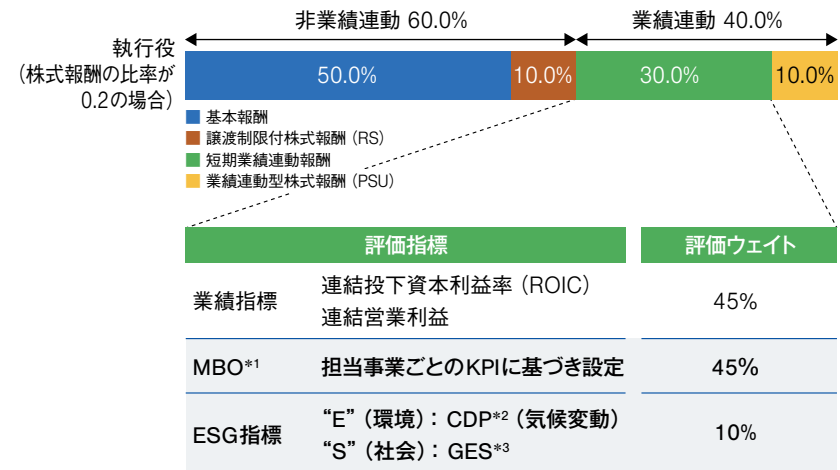 非業績連動 60.0% 業績連動 40.0%
執行役
(株式報酬の比率が
0.2の場合)
50.0% 10.0% 30.0% 10.0%
基本報酬
譲渡制限付株式報酬(RS)
短期業績連動報酬
業績連動型株式報酬(PSU)
評価指標 評価ウェイト
業績指標 連結投下資本利益率(ROIC)
連結営業利益 45%
MBO*1 担当事業ごとのKPIに基づき設定 45%
ESG指標 “E”(環境):CDP*2(気候変動)
“S”(社会):GES*3 10%